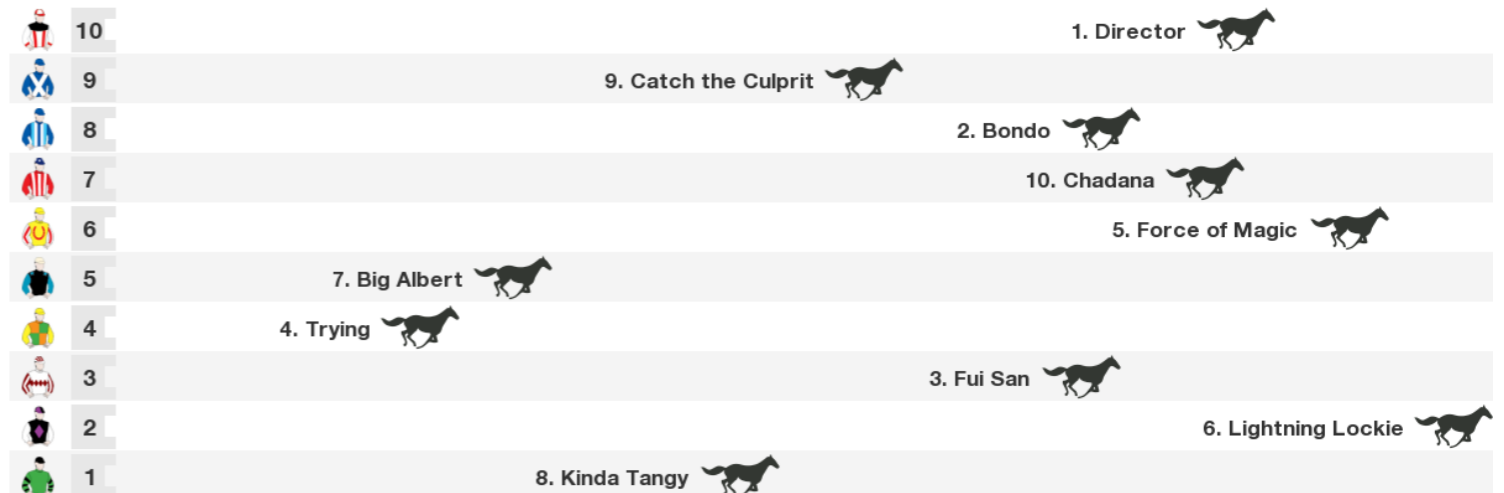 10 1. Director
9 9. Catch the Culprit
8 2. Bondo
7 10. Chadana
6 5. Force of Magic
5 7. Big Albert
4 4. Trying
3 3. Fui San
2 6. Lightning Lockie
1 8. Kinda Tangy